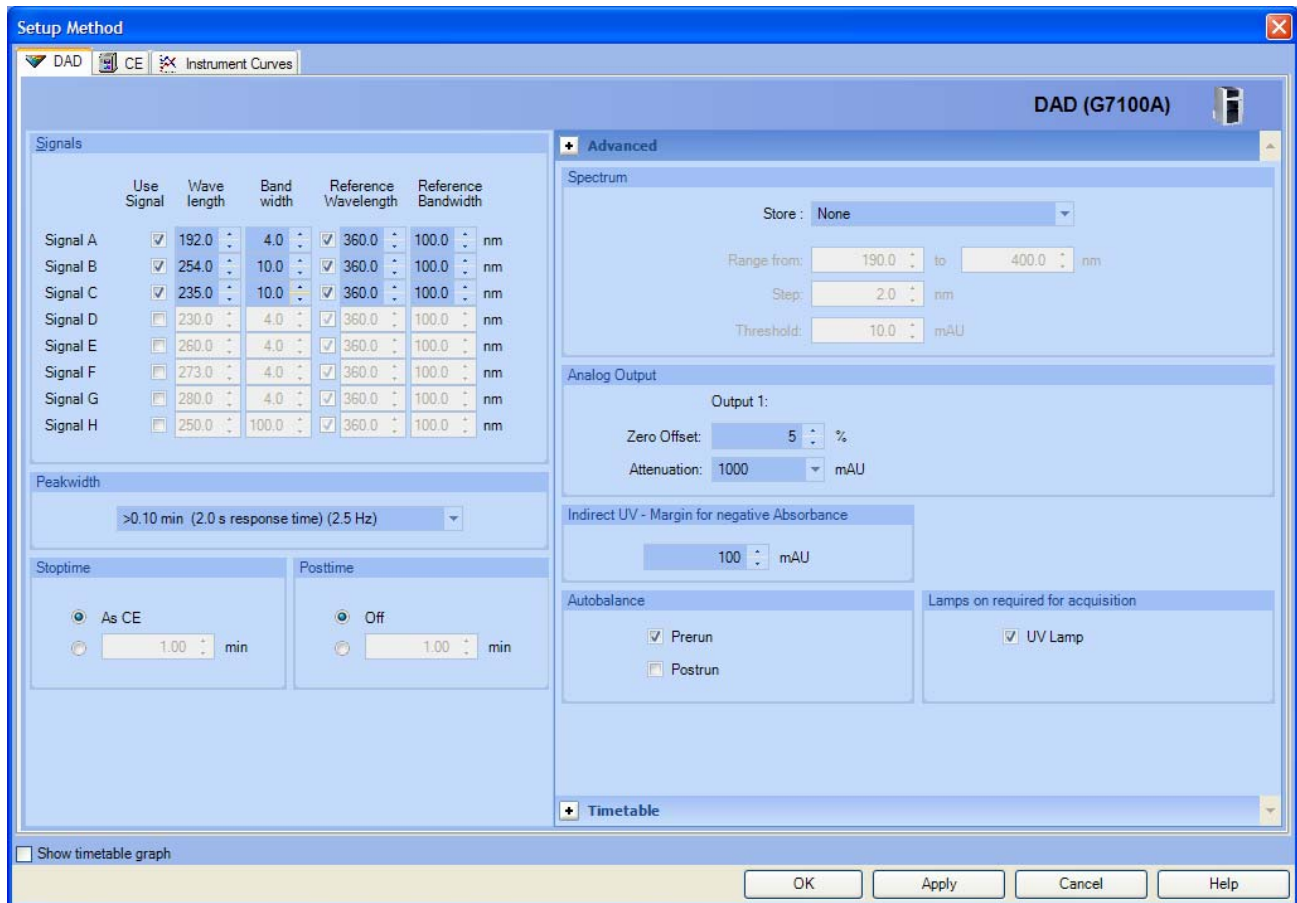 Setup Method
DAD CE Instrument Curves
DAD (G7100A)
Signals
Use Signal Wave length Band width Reference Wavelength Reference Bandwidth
Signal A 192.0 4.0 360.0 100.0 nm
Signal B 254.0 10.0 360.0 100.0 nm
Signal C 235.0 10.0 360.0 100.0 nm
Signal D 230.0 4.0 360.0 100.0 nm
Signal E 260.0 4.0 360.0 100.0 nm
Signal F 273.0 4.0 360.0 100.0 nm
Signal G 280.0 4.0 360.0 100.0 nm
Signal H 250.0 100.0 360.0 100.0 nm
Peakwidth
>0.10 min (2.0 s response time) (2.5 Hz)
Stoptime
As CE
1.00 min
Posttime
Off
1.00 min
Advanced
Spectrum
Store : None
Range from: 190.0 to 400.0 nm
Step: 2.0 nm
Threshold: 10.0 mAU
Analog Output
Output 1:
Zero Offset: 5 %
Attenuation: 1000 mAU
Indirect UV - Margin for negative Absorbance
100 mAU
Autobalance
Prerun
Postrun
Lamps on required for acquisition
UV Lamp
Timetable
Show timetable graph
OK Apply Cancel Help